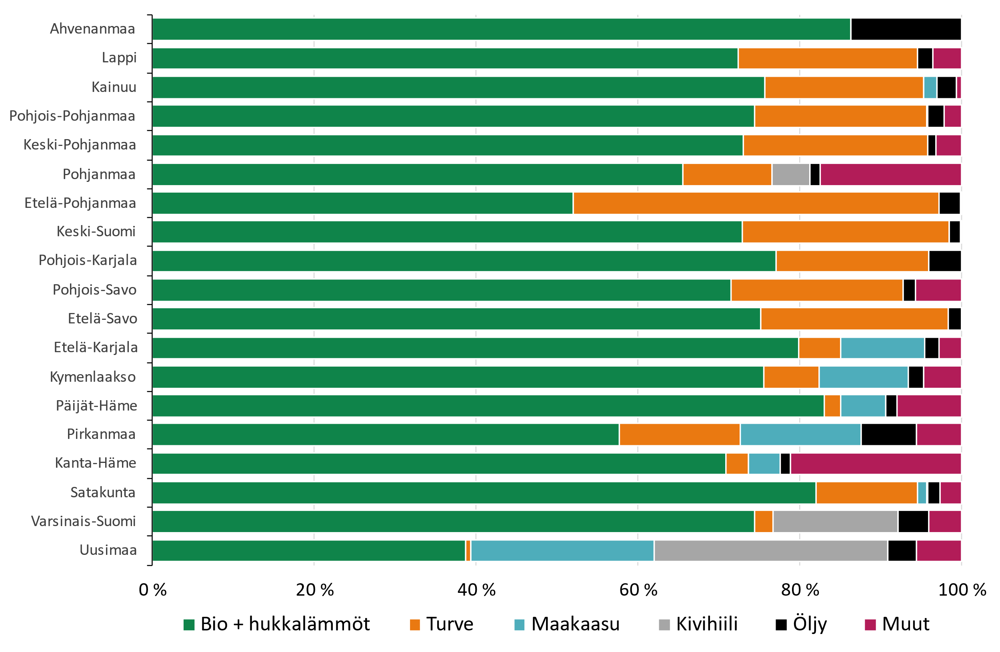 Ahvenanmaa
Lappi
Kainuu
Pohjois-Pohjanmaa
Keski-Pohjanmaa
Pohjanmaa
Etelä-Pohjanmaa
Keski-Suomi
Pohjois-Karjala
Pohjois-Savo
Etelä-Savo
Etelä-Karjala
Kymenlaakso
Päijät-Häme
Pirkanmaa
Kanta-Häme
Satakunta
Varsinais-Suomi
Uusimaa
0 % 20 % 40 % 60 % 80 % 100 %
Bio + hukkalämmöt Turve Maakaasu Kivihiili Öljy Muut